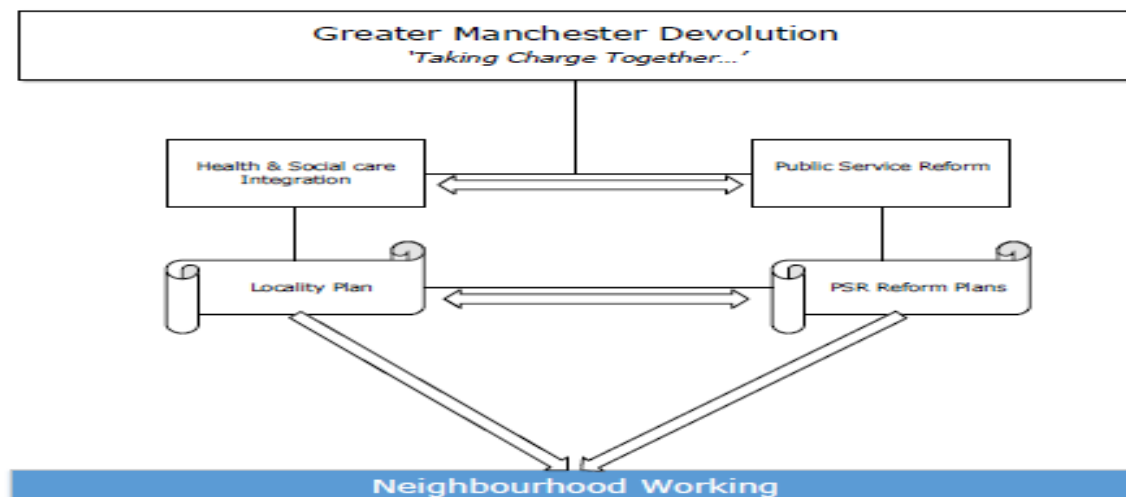 Greater Manchester Devolution
‘Taking Charge Together…’
Health & Social care
Integration
Public Service Reform
Locality Plan
PSR Reform Plans
Neighbourhood Working